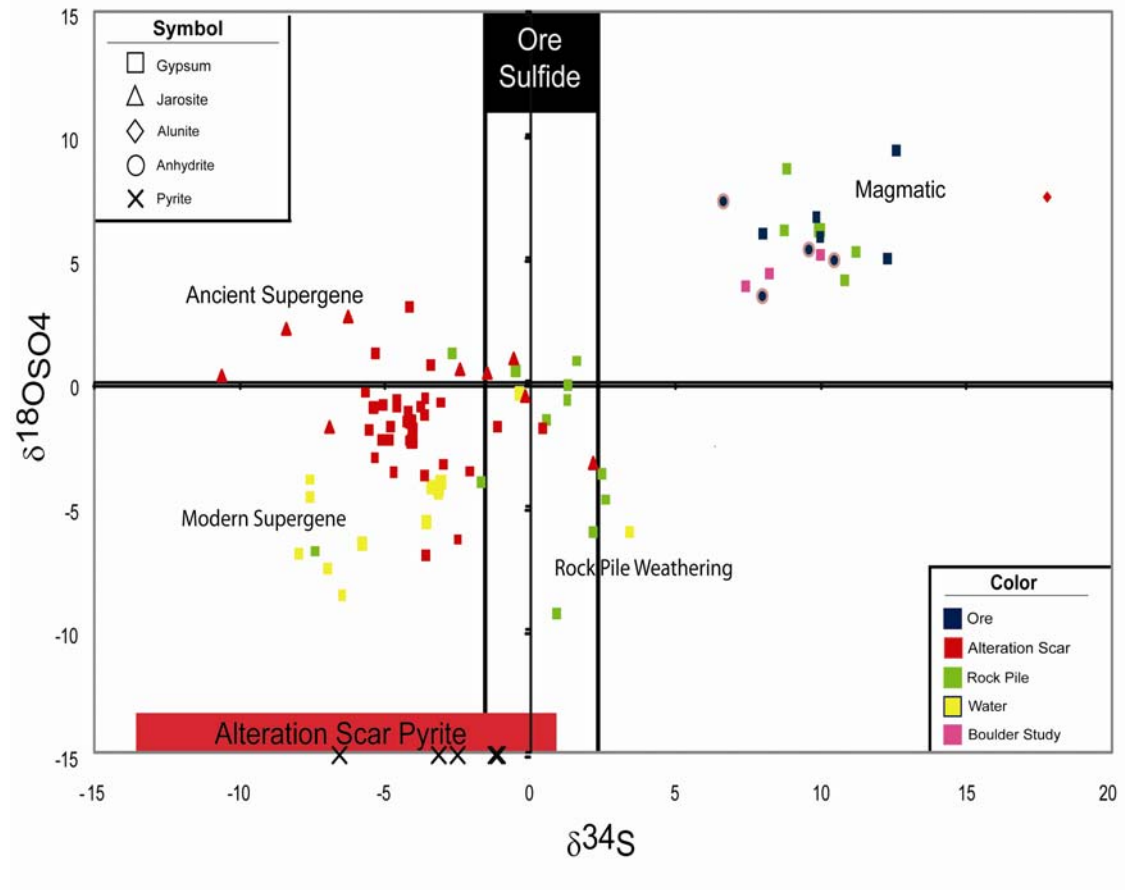 Symbol
Gypsum
Jarosite
Alunite
Anhydrite
Pyrite
Ore
Sulfide
Magmatic
Ancient Supergene
Modern Supergene
Rock Pile Weathering
Alteration Scar Pyrite
Color
Ore
Alteration Scar
Rock Pile
Water
Boulder Study
15
10
5
0
-5
-10
-15
δ18OSO4
-15
-10
-5
0
5
10
15
20
δ34S